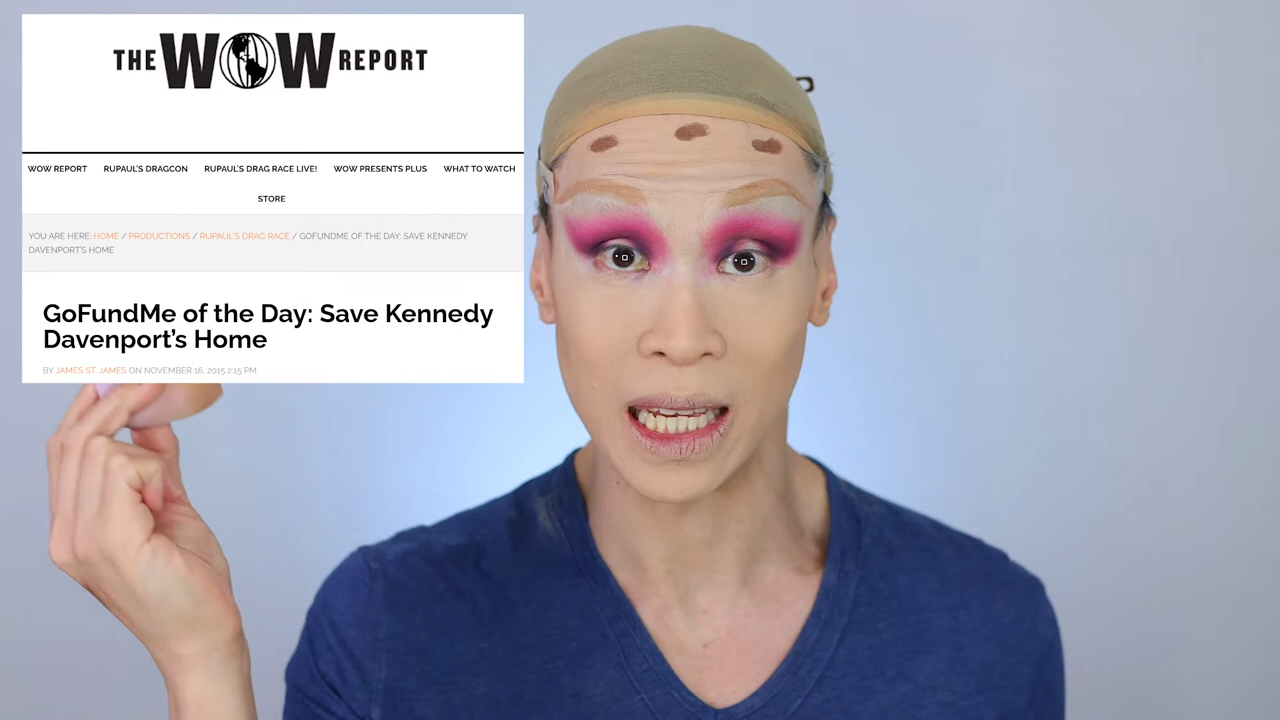 THE WOW REPORT
WOW REPORT RUPAUL'S DRAGCON RUPAUL'S DRAG RACE LIVE! WOW PRESENTS PLUS WHAT TO WATCH
STORE
YOU ARE HERE: HOME / PRODUCTIONS / RUPAUL'S DRAG RACE / GOFUNDME OF THE DAY: SAVE KENNEDY
DAVENPORT'S HOME
GoFundMe of the Day: Save Kennedy
Davenport's Home
BY JAMES ST. JAMES ON NOVEMBER 16, 2015 2:15 PM